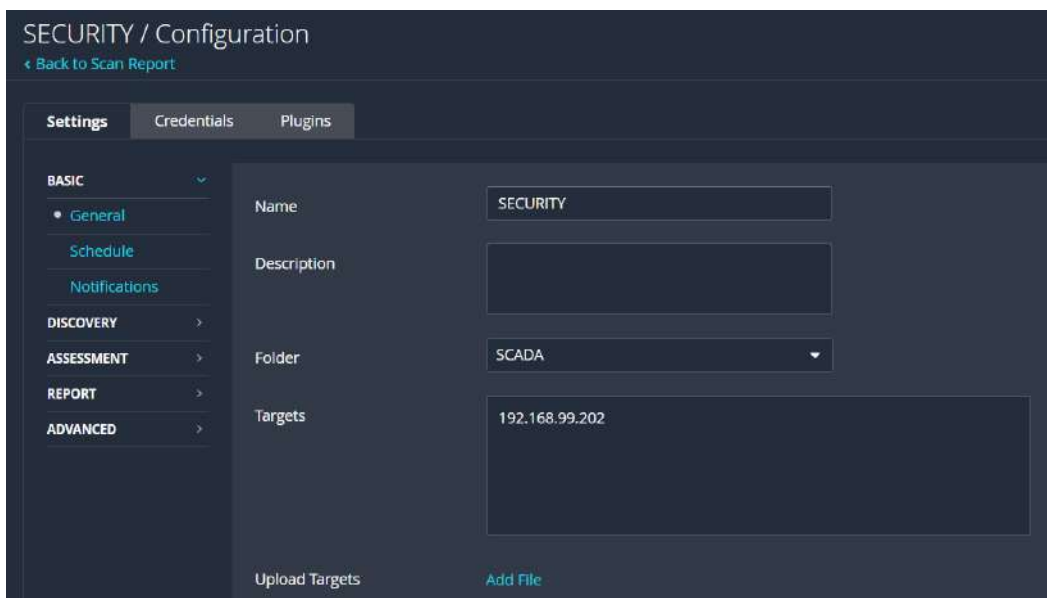 SECURITY / Configuration
‹ Back to Scan Report
Settings Credentials Plugins
BASIC
General
Schedule
Notifications
DISCOVERY
ASSESSMENT
REPORT
ADVANCED
Name SECURITY
Description
Folder SCADA
Targets 192.168.99.202
Upload Targets Add File